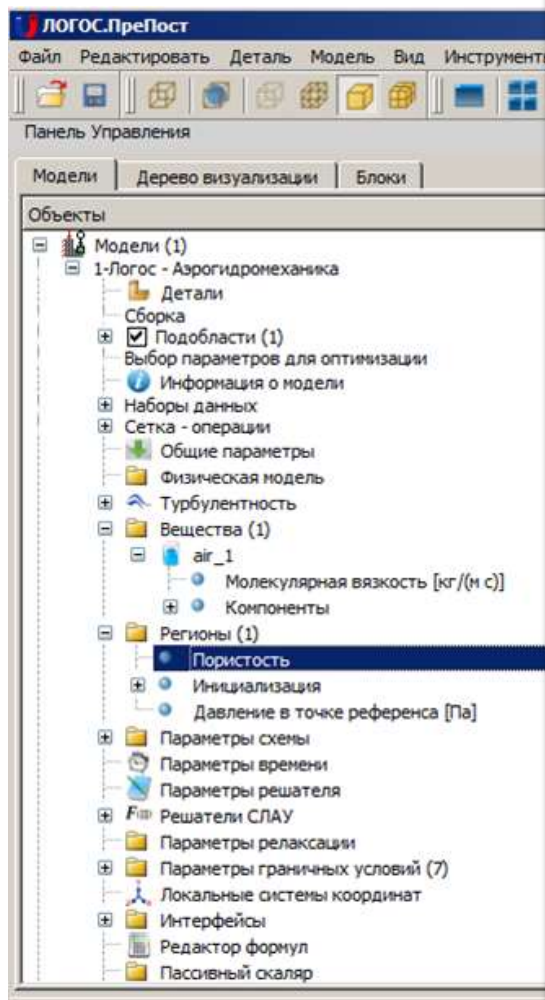 ЛОГОС.ПреПост
Файл Редактировать Деталь Модель Вид Инструменты
Панель Управления
Модели Дерево визуализации Блоки
Объекты
Модели (1)
1-Логос - Аэрогидромеханика
Детали
Сборка
Подобласти (1)
Выбор параметров для оптимизации
Информация о модели
Наборы данных
Сетка - операции
Общие параметры
Физическая модель
Турбулентность
Вещества (1)
air_1
Молекулярная вязкость [кг/(м с)]
Компоненты
Регионы (1)
Пористость
Инициализация
Давление в точке референса [Па]
Параметры схемы
Параметры времени
Параметры решателя
F Решатели СЛАУ
Параметры релаксации
Параметры граничных условий (7)
Локальные системы координат
Интерфейсы
Редактор формул
Пассивный скаляр